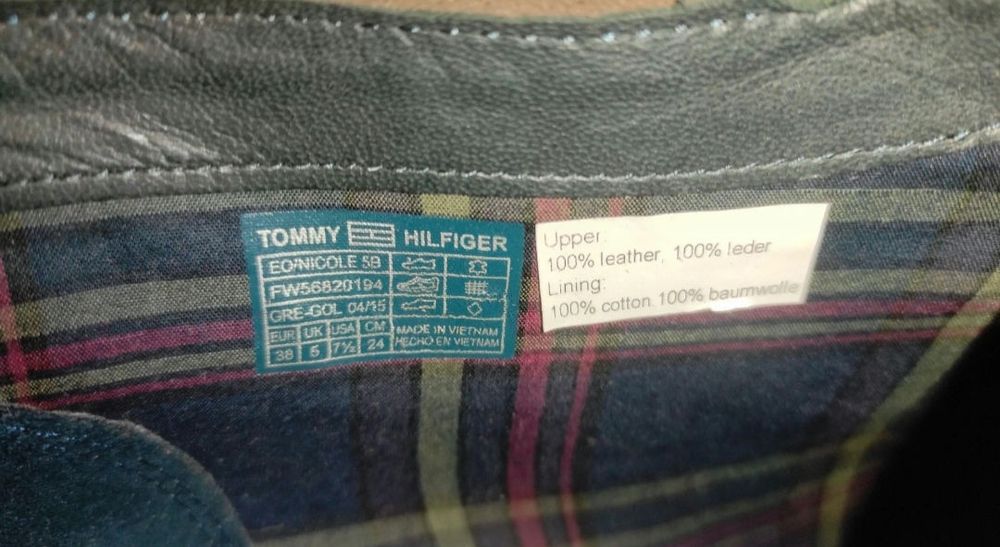 TOMMY HILFIGER
EO/NICOLE 5B
FW56820194
GRE-GOL 04/15
EUR UK USA CM
38 5 7½ 24
MADE IN VIETNAM
HECHO EN VIETNAM
Upper:
100% leather, 100% leder
Lining:
100% cotton. 100% baumwolle